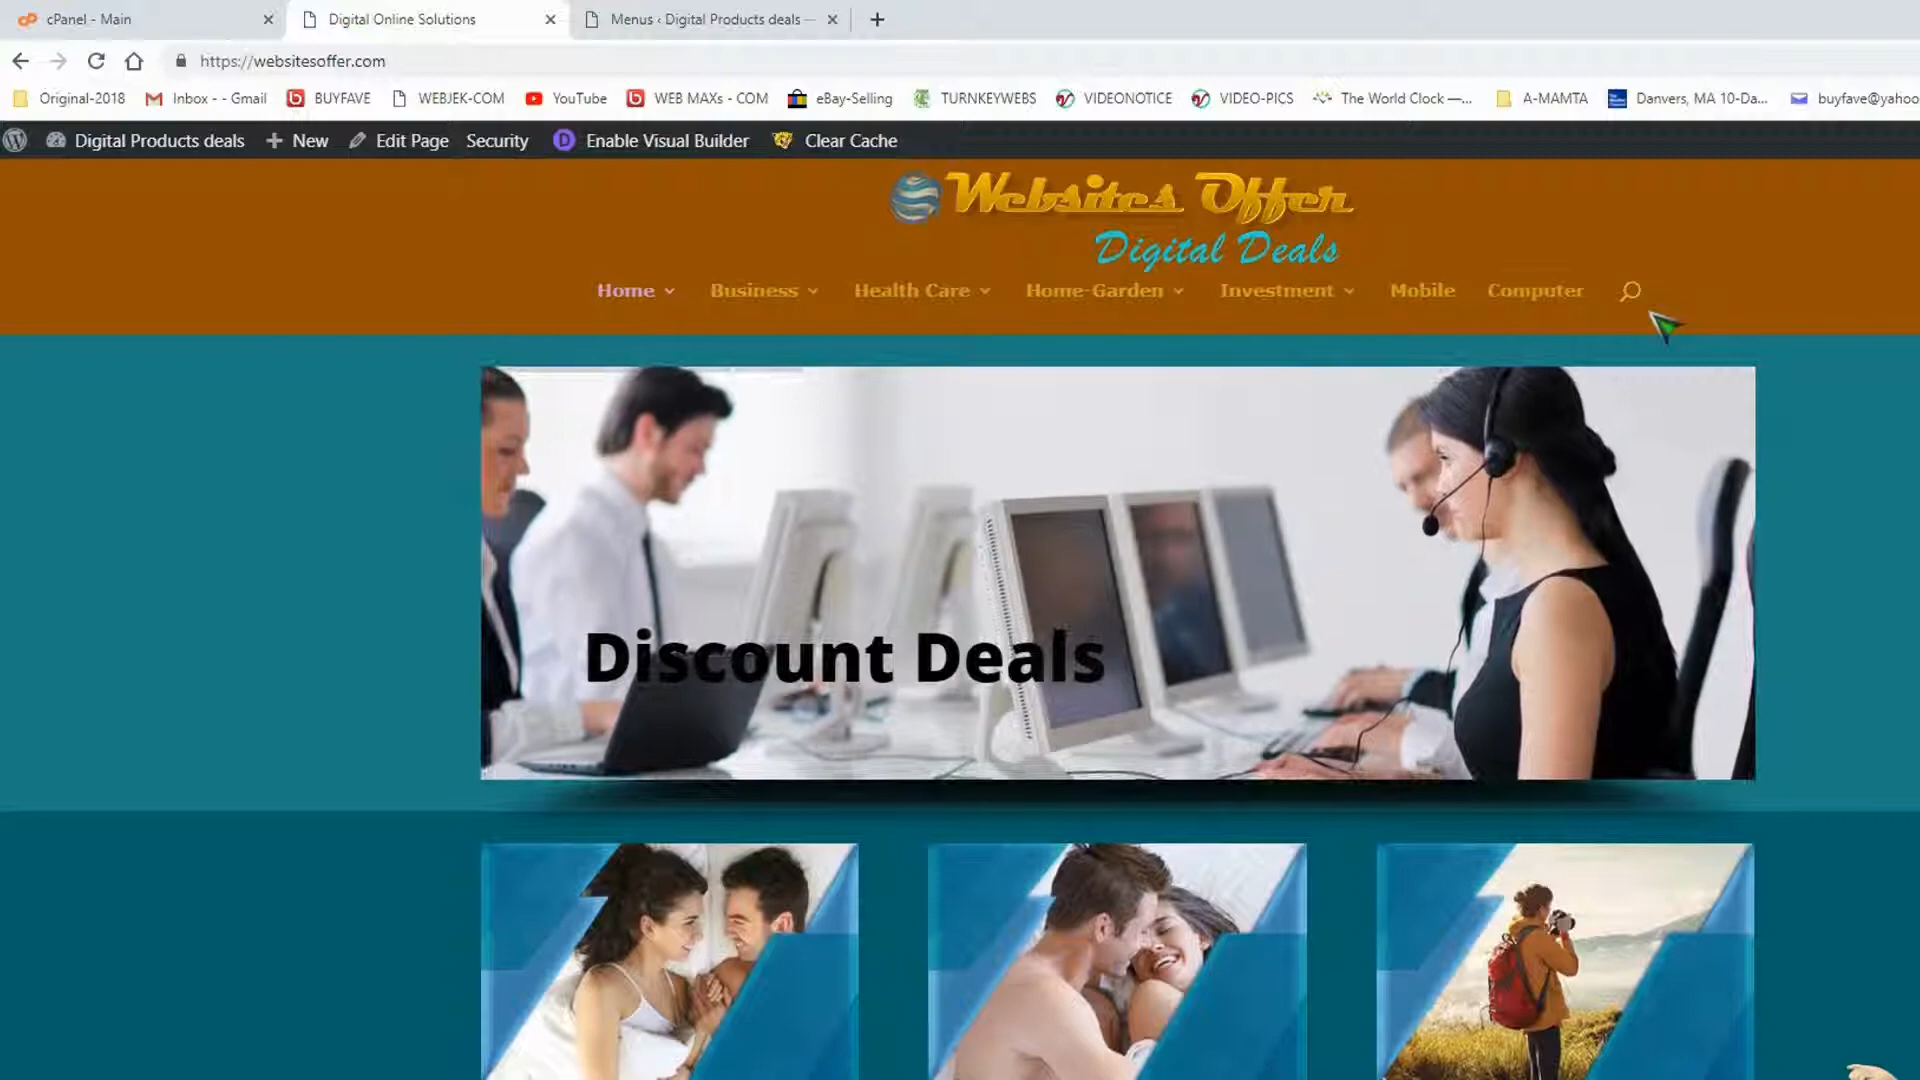 cPanel - Main
Digital Online Solutions
Menus ‹ Digital Products deals —
https://websitesoffer.com
Original-2018
Inbox - - Gmail
BUYFAVE
WEBJEK-COM
YouTube
WEB MAXs - COM
eBay-Selling
TURNKEYWEBS
VIDEONOTICE
VIDEO-PICS
The World Clock —...
A-MAMTA
Danvers, MA 10-Da...
buyfave@yahoo
Digital Products deals
New
Edit Page
Security
D
Enable Visual Builder
Clear Cache
Websites Offer
Digital Deals
Home
Business
Health Care
Home-Garden
Investment
Mobile
Computer
Discount Deals